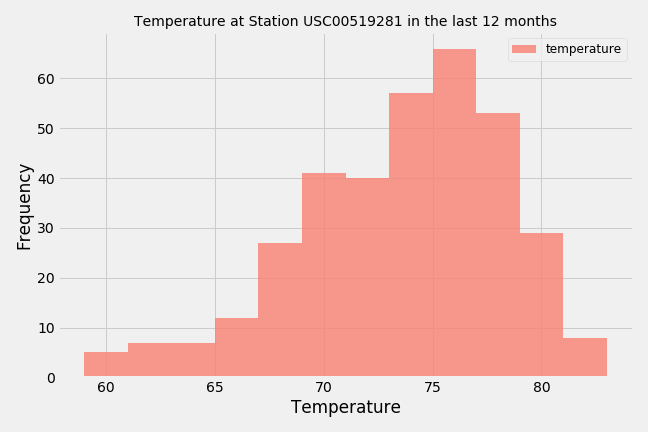 Temperature at Station USC00519281 in the last 12 months
temperature
60
50
40
30
20
10
0
Frequency
60 65 70 75 80
Temperature